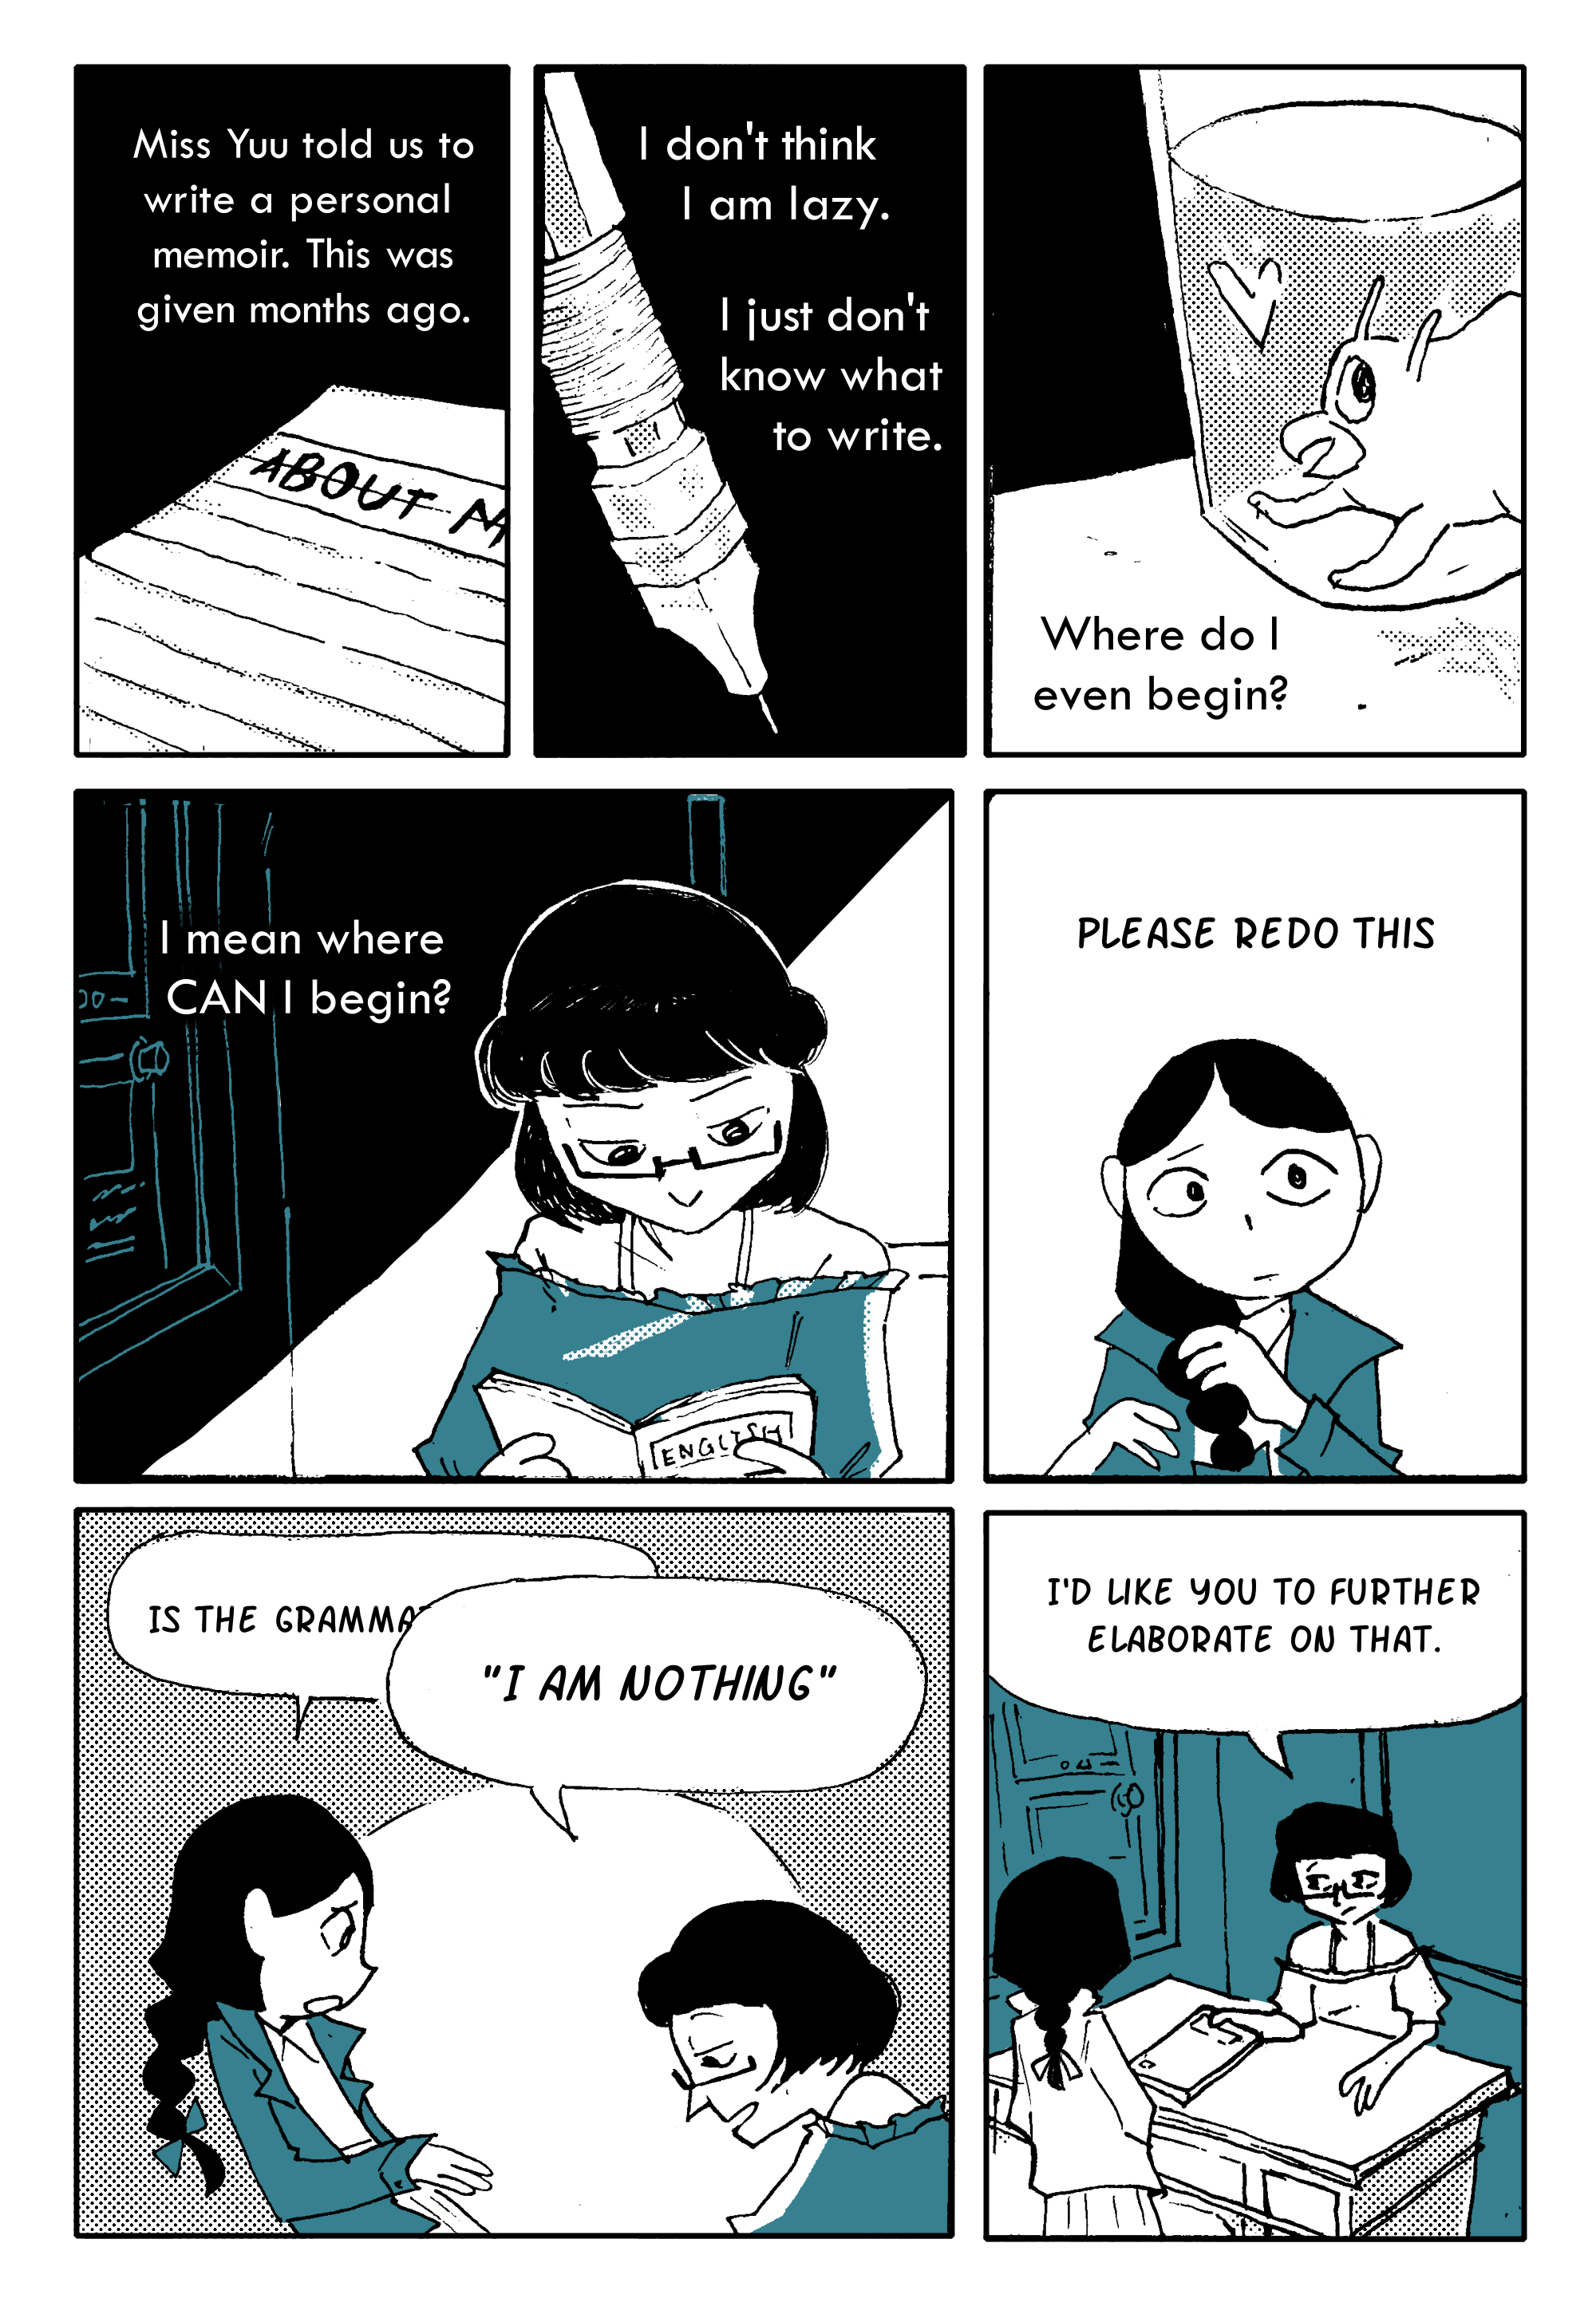 Miss Yuu told us to
write a personal
memoir. This was
given months ago.
ABOUT M
I don't think
I am lazy.
I just don't
know what
to write.
Where do I
even begin?
I mean where
CAN I begin?
ENGLISH
PLEASE REDO THIS
IS THE GRAMMA
"I AM NOTHING"
I'D LIKE YOU TO FURTHER
ELABORATE ON THAT.